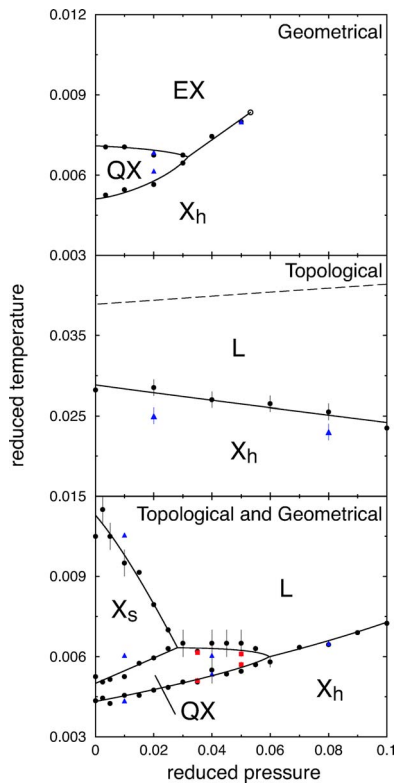 Geometrical
0.012
0.009
0.006
0.003
EX
QX
Xh
Topological
0.035
0.025
0.015
L
Xh
Topological and Geometrical
0.009
0.006
0.003
L
Xs
QX
Xh
0 0.02 0.04 0.06 0.08 0.1
reduced temperature
reduced pressure